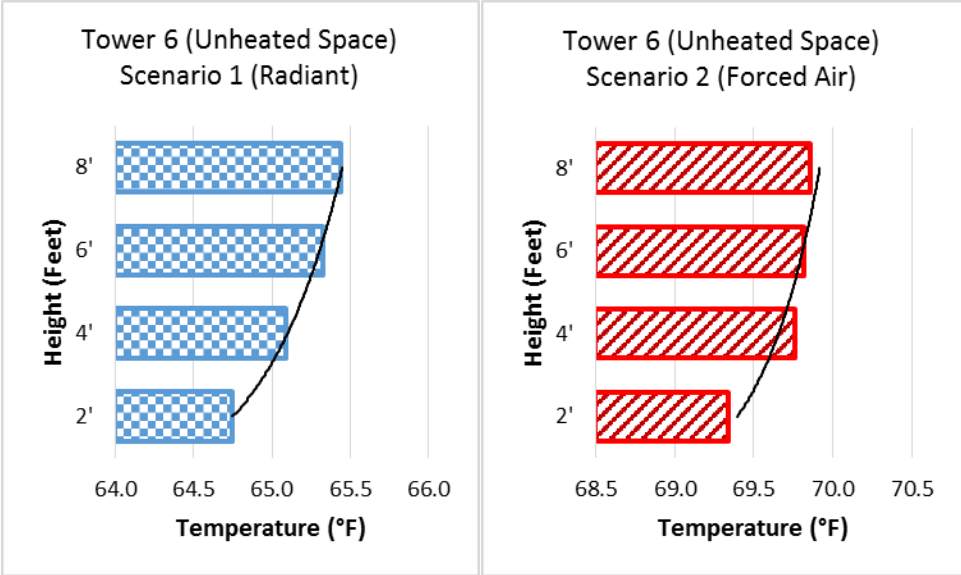 Tower 6 (Unheated Space)
Scenario 1 (Radiant)
Height (Feet)
8'
6'
4'
2'
64.0 64.5 65.0 65.5 66.0
Temperature (°F)
Tower 6 (Unheated Space)
Scenario 2 (Forced Air)
Height (Feet)
8'
6'
4'
2'
68.5 69.0 69.5 70.0 70.5
Temperature (°F)